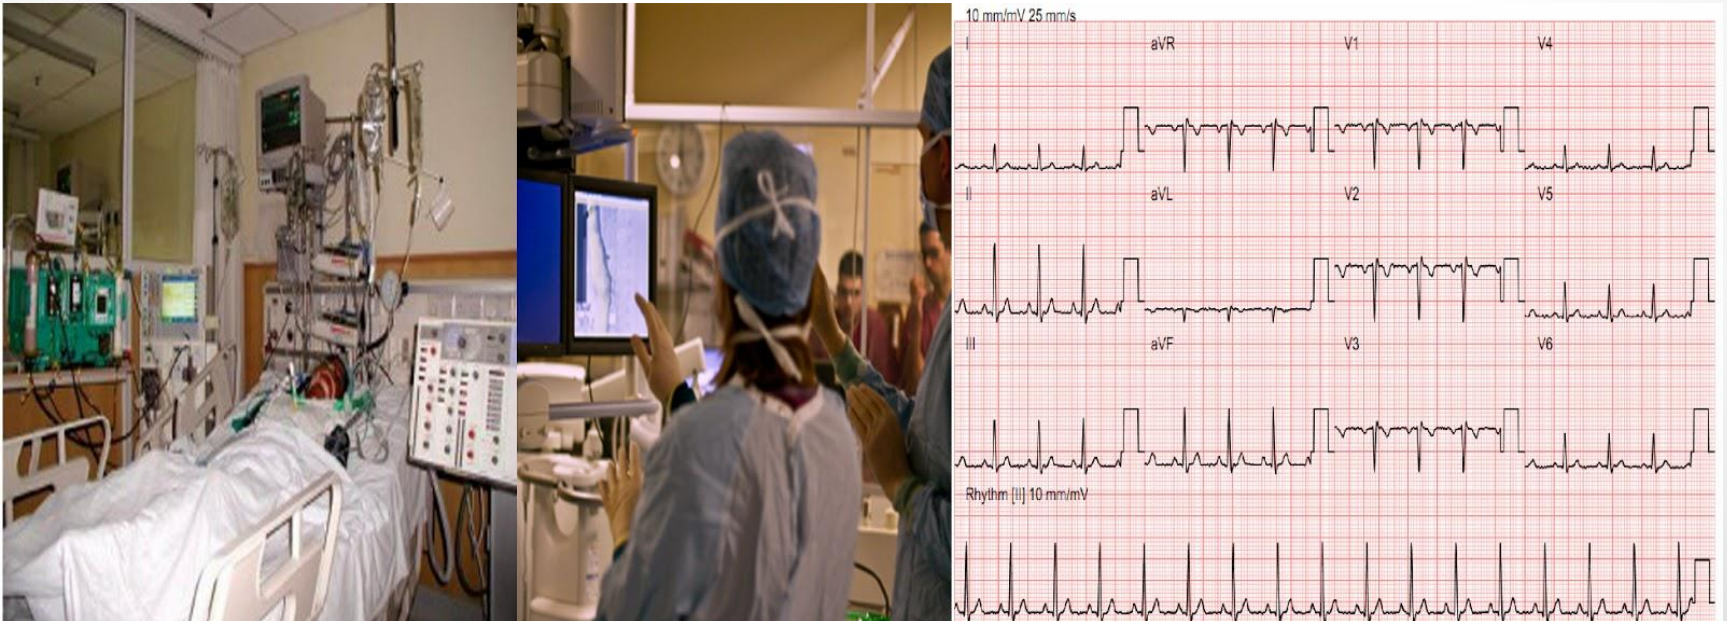 10 mm/mV 25 mm/s
I aVR V1 V4
II aVL V2 V5
III aVF V3 V6
Rhythm [II] 10 mm/mV